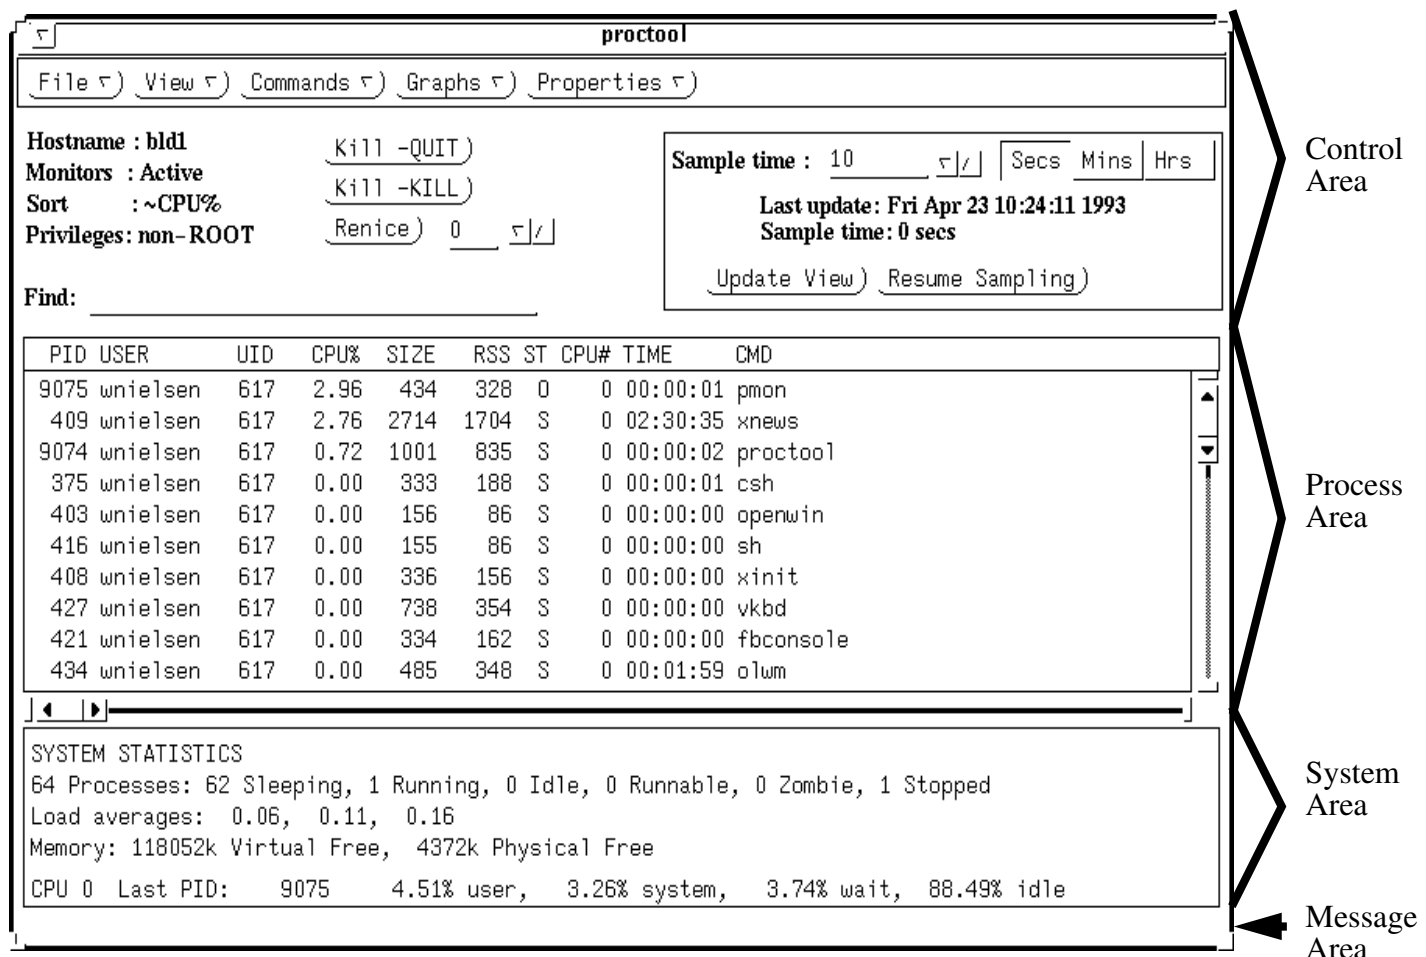 proctool
File View Commands Graphs Properties
Hostname : bld1
Monitors : Active
Sort : ~CPU%
Privileges: non-ROOT
Kill -QUIT
Kill -KILL
Renice 0
Find:
Sample time : 10 Secs Mins Hrs
Last update: Fri Apr 23 10:24:11 1993
Sample time: 0 secs
Update View Resume Sampling
Control
Area
PID USER UID CPU% SIZE RSS ST CPU# TIME CMD
9075 wnielsen 617 2.96 434 328 O 0 00:00:01 pmon
409 wnielsen 617 2.76 2714 1704 S 0 02:30:35 xnews
9074 wnielsen 617 0.72 1001 835 S 0 00:00:02 proctool
375 wnielsen 617 0.00 333 188 S 0 00:00:01 csh
403 wnielsen 617 0.00 156 86 S 0 00:00:00 openwin
416 wnielsen 617 0.00 155 86 S 0 00:00:00 sh
408 wnielsen 617 0.00 336 156 S 0 00:00:00 xinit
427 wnielsen 617 0.00 738 354 S 0 00:00:00 vkbd
421 wnielsen 617 0.00 334 162 S 0 00:00:00 fbconsole
434 wnielsen 617 0.00 485 348 S 0 00:01:59 olwm
Process
Area
SYSTEM STATISTICS
64 Processes: 62 Sleeping, 1 Running, 0 Idle, 0 Runnable, 0 Zombie, 1 Stopped
Load averages: 0.06, 0.11, 0.16
Memory: 118052k Virtual Free, 4372k Physical Free
CPU 0 Last PID: 9075 4.51% user, 3.26% system, 3.74% wait, 88.49% idle
System
Area
Message
Area